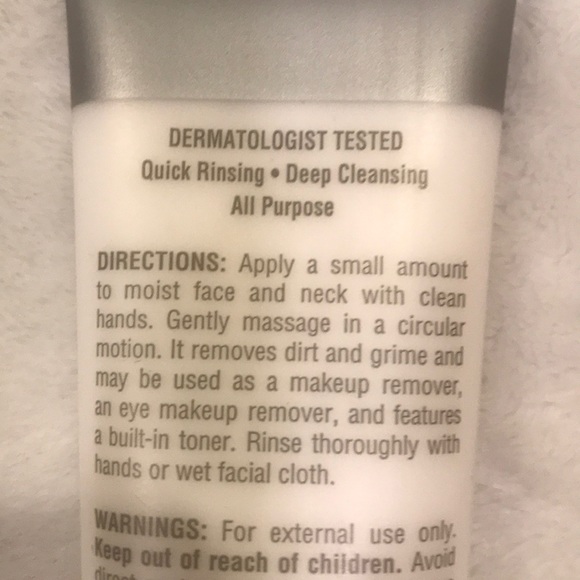 DERMATOLOGIST TESTED
Quick Rinsing • Deep Cleansing
All Purpose
DIRECTIONS: Apply a small amount
to moist face and neck with clean
hands. Gently massage in a circular
motion. It removes dirt and grime and
may be used as a makeup remover,
an eye makeup remover, and features
a built-in toner. Rinse thoroughly with
hands or wet facial cloth.
WARNINGS: For external use only.
Keep out of reach of children. Avoid